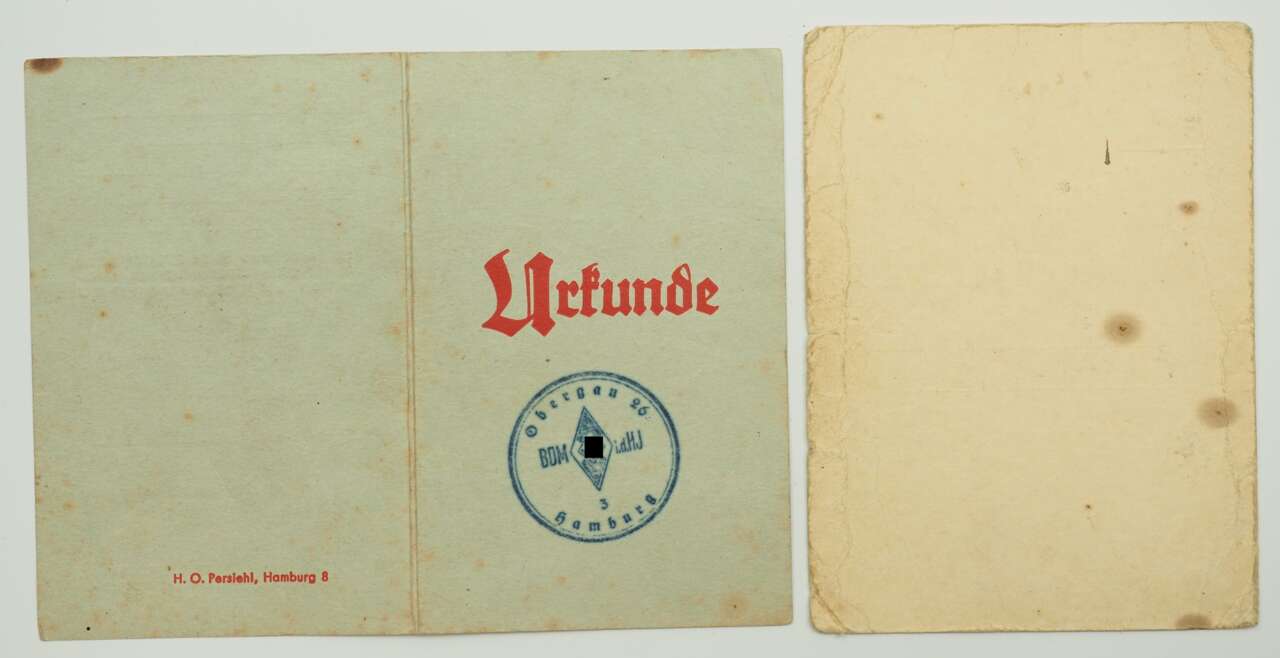 H. O. Persiehl, Hamburg 8
Urkunde
Obergau 26
BDM i.d.HJ
3
Hamburg